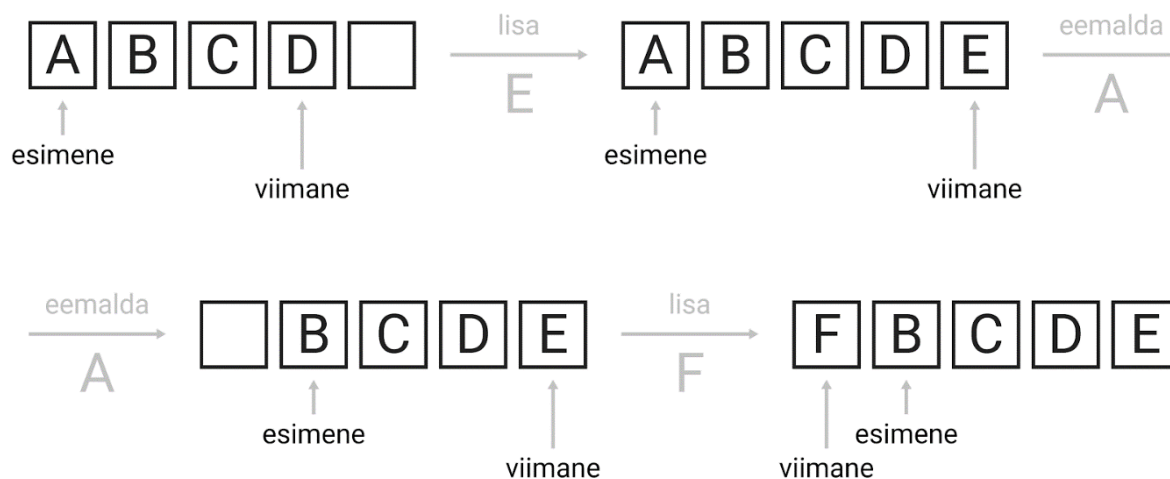 A B C D lisa A B C D E eemalda
E A
esimene esimene
viimane viimane
eemalda B C D E lisa F B C D E
A F
esimene esimene
viimane viimane